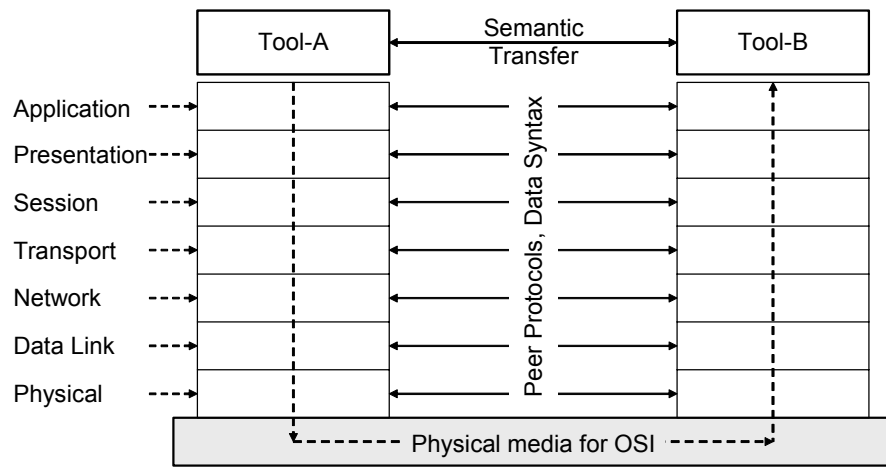 Tool-A
Semantic
Transfer
Tool-B
Application
Presentation
Session
Transport
Network
Data Link
Physical
Peer Protocols, Data Syntax
Physical media for OSI